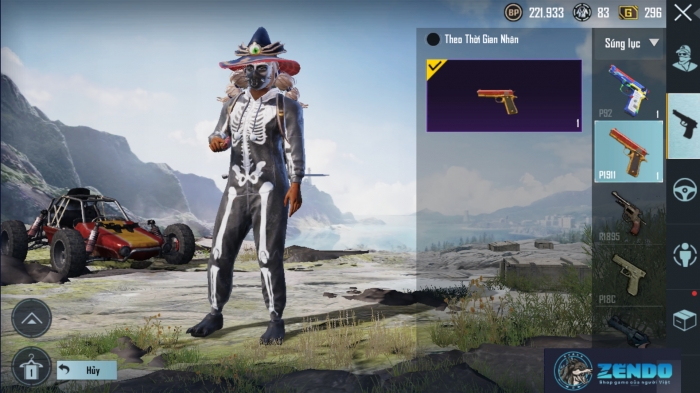 BP 221.933 83 G 296
Theo Thời Gian Nhận
Súng lục
1
P92 1
P1911 1
R1895
P18C
1
Hủy
ZENDO
Shop game của người Việt